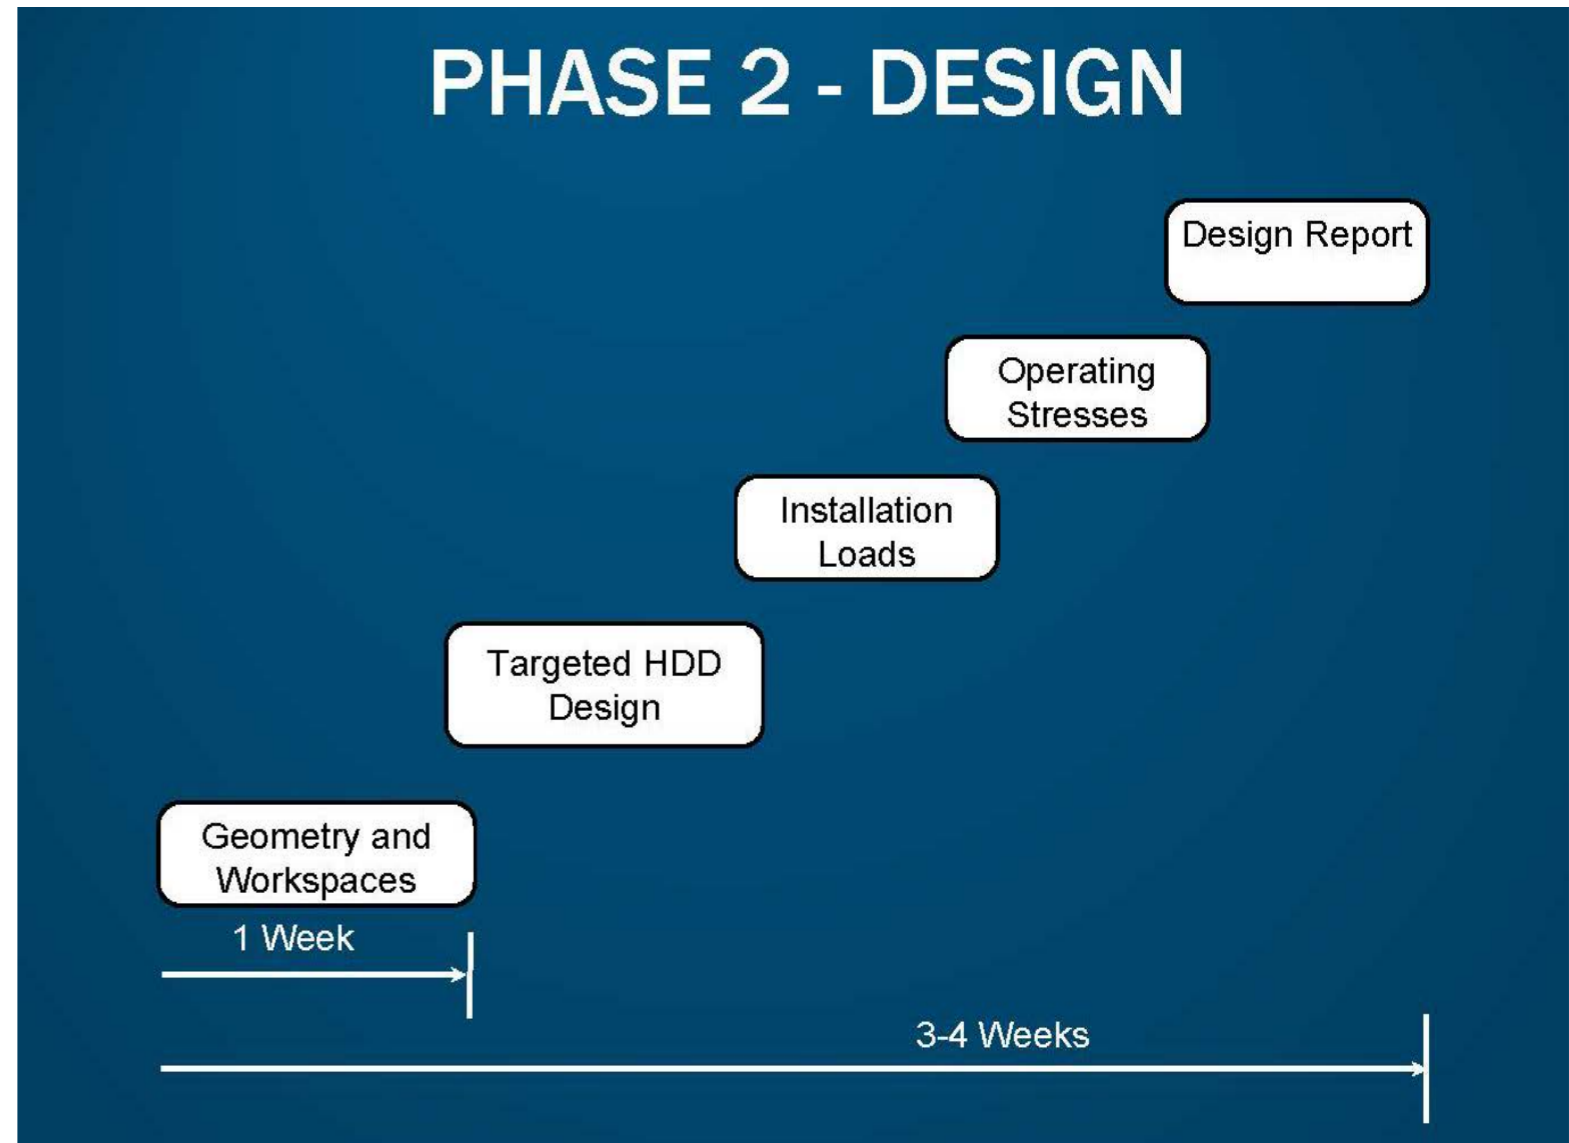 PHASE 2 - DESIGN
Design Report
Operating
Stresses
Installation
Loads
Targeted HDD
Design
Geometry and
Workspaces
1 Week
3-4 Weeks